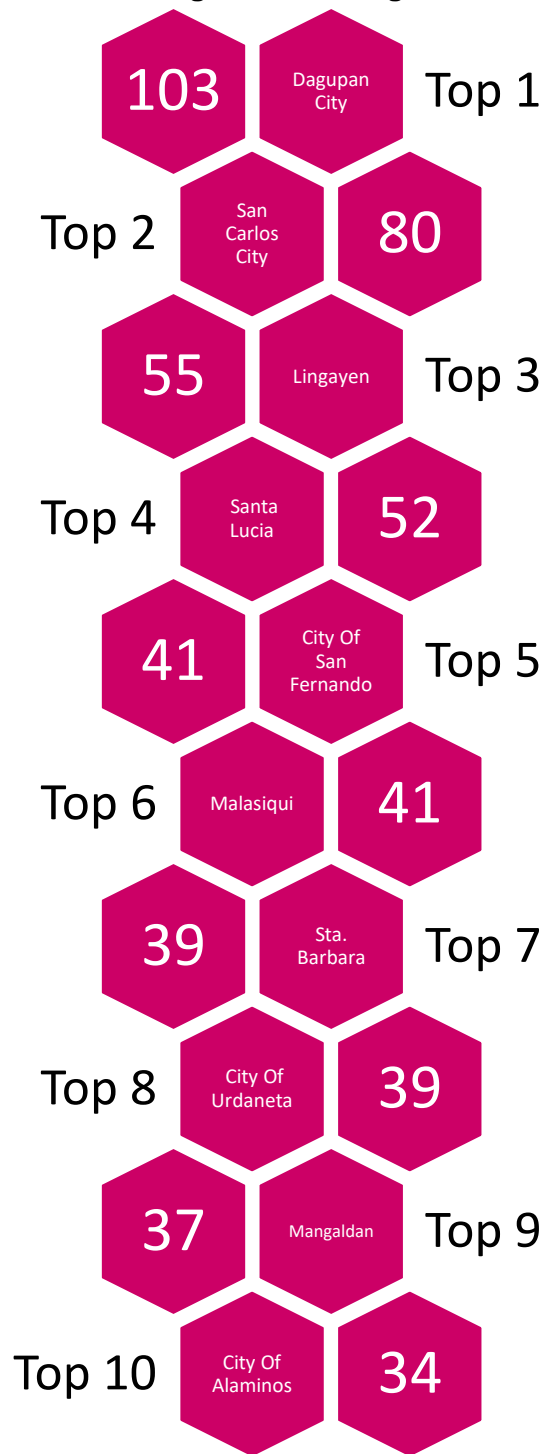 103
Dagupan
City
Top 1
Top 2
San
Carlos
City
80
55
Lingayen
Top 3
Top 4
Santa
Lucia
52
41
City Of
San
Fernando
Top 5
Top 6
Malasiqui
41
39
Sta.
Barbara
Top 7
Top 8
City Of
Urdaneta
39
37
Mangaldan
Top 9
Top 10
City Of
Alaminos
34